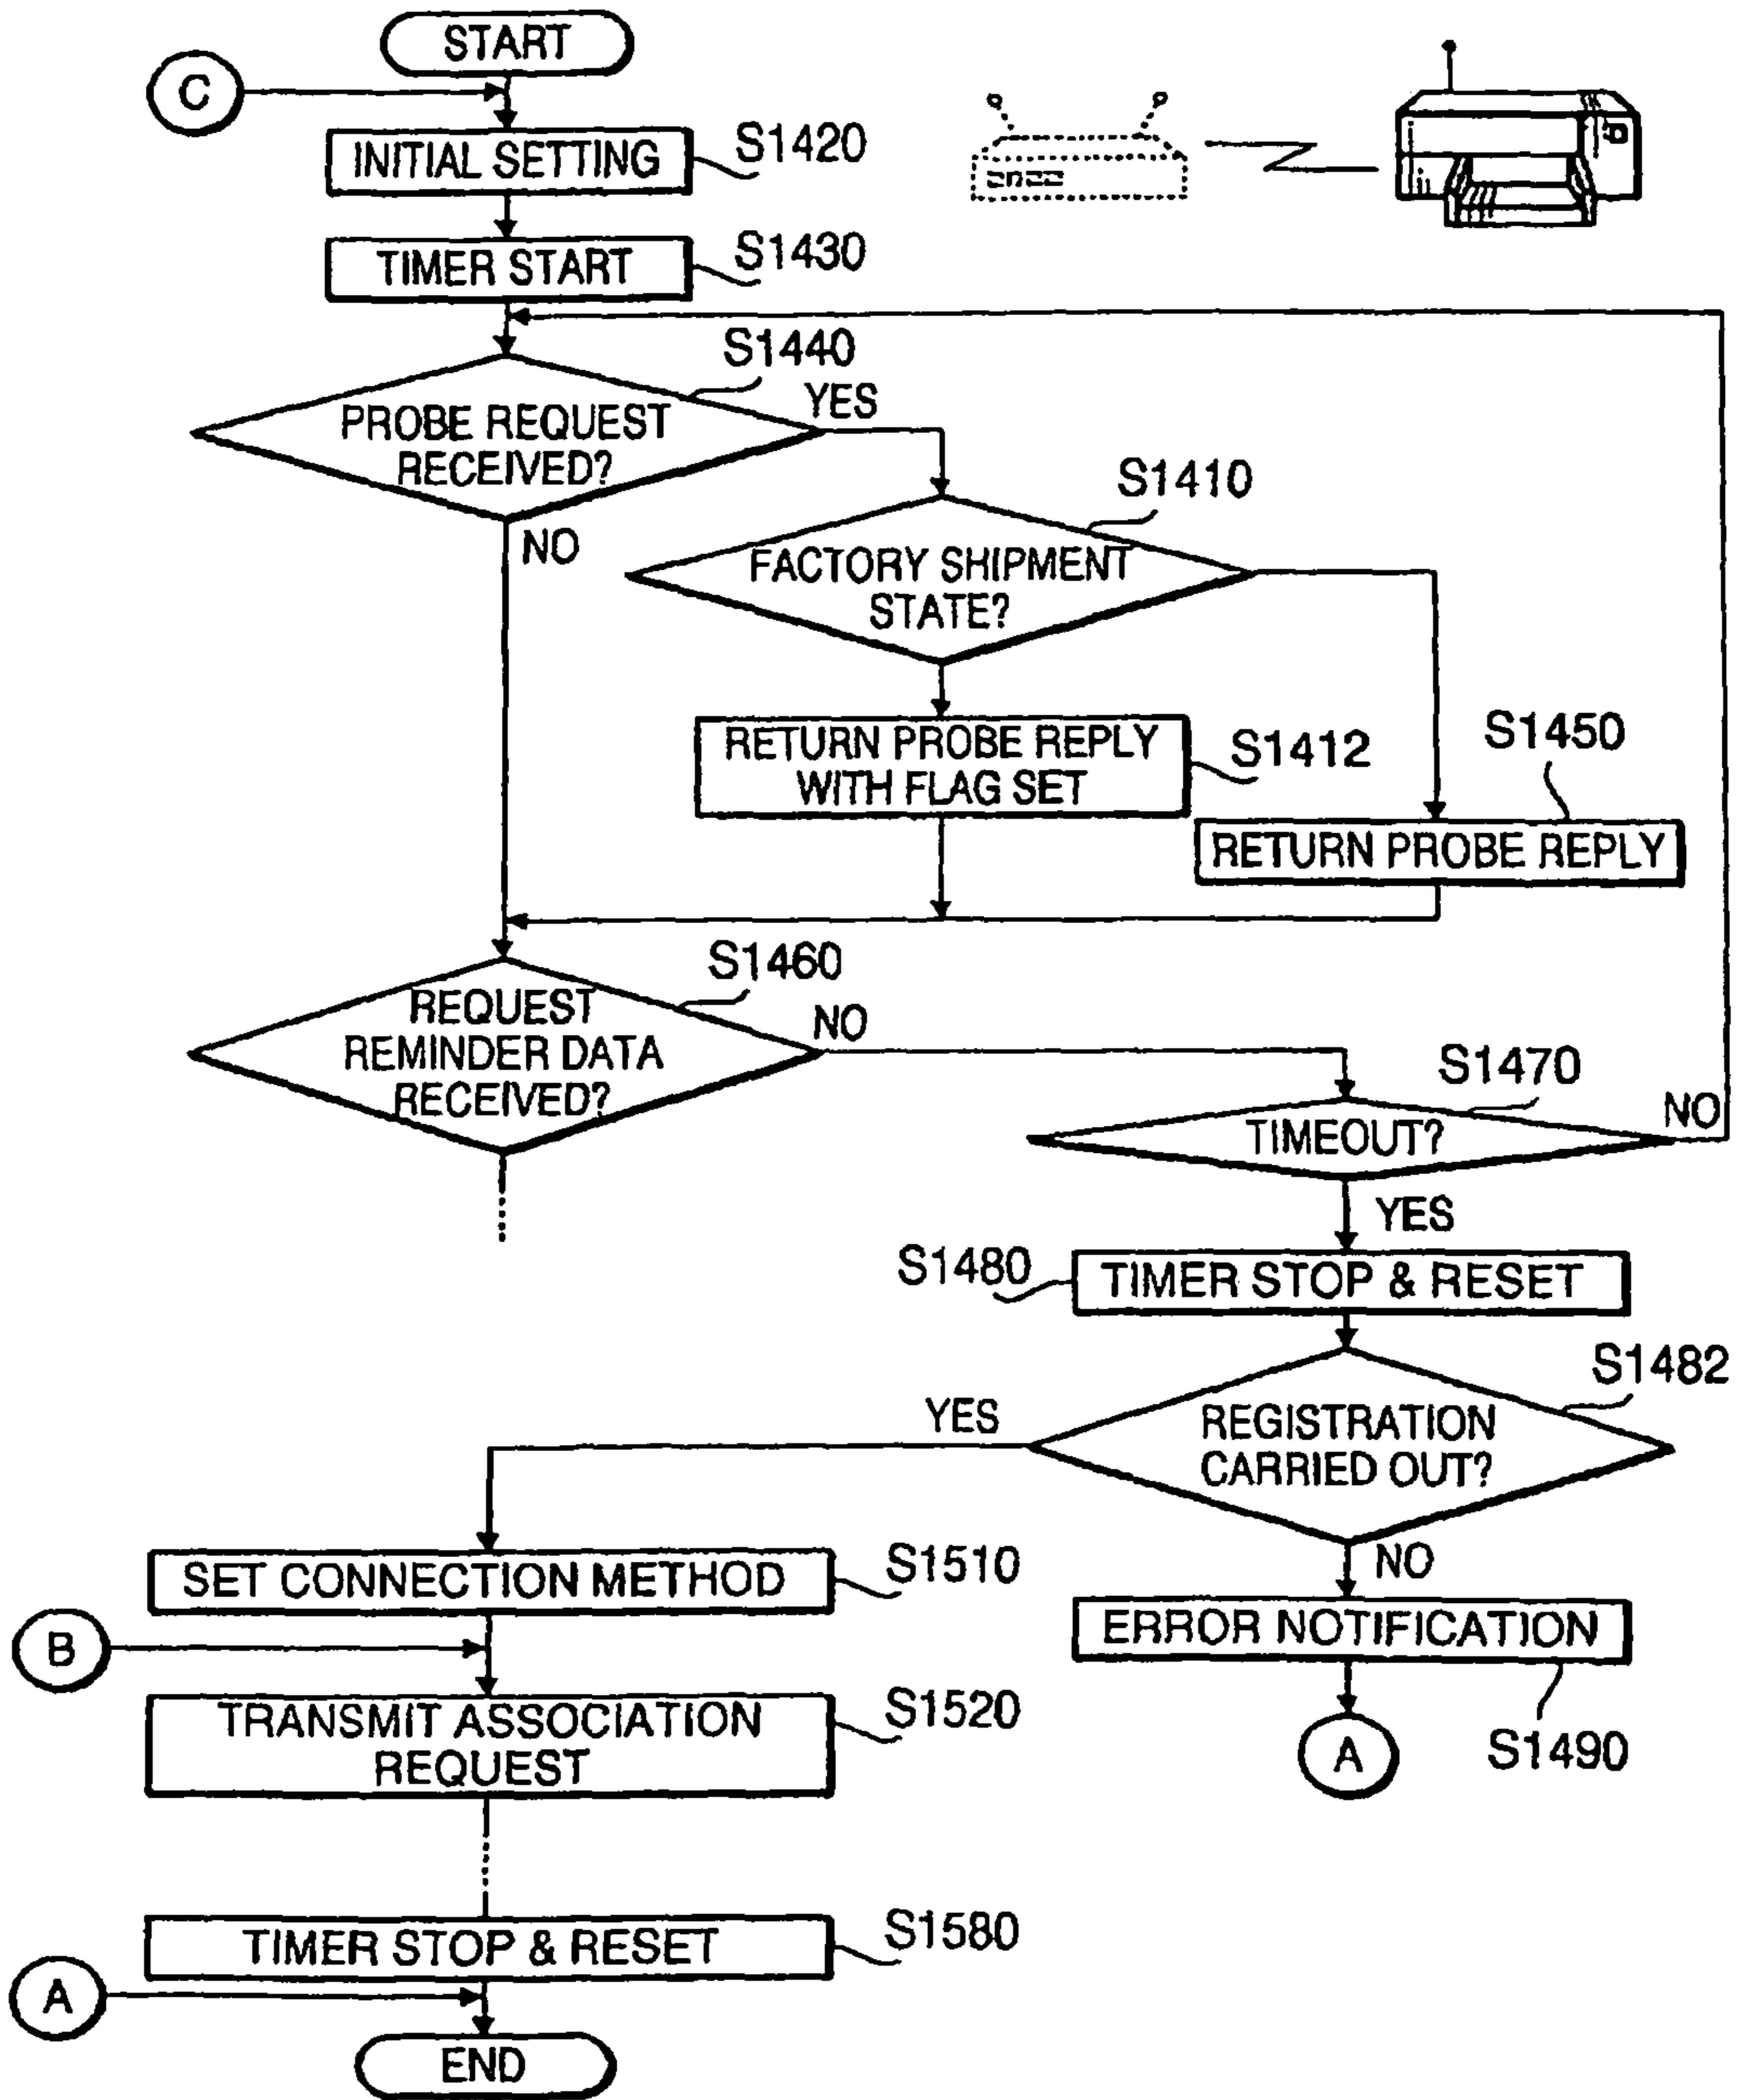 START
C
INITIAL SETTING
S1420
TIMER START
S1430
S1440
PROBE REQUEST
RECEIVED?
YES
NO
S1410
FACTORY SHIPMENT
STATE?
RETURN PROBE REPLY
WITH FLAG SET
S1412
S1450
RETURN PROBE REPLY
S1460
REQUEST
REMINDER DATA
RECEIVED?
NO
S1470
TIMEOUT?
NO
YES
S1480
TIMER STOP & RESET
S1482
REGISTRATION
CARRIED OUT?
YES
NO
SET CONNECTION METHOD
S1510
ERROR NOTIFICATION
S1490
A
B
TRANSMIT ASSOCIATION
REQUEST
S1520
TIMER STOP & RESET
S1580
A
END